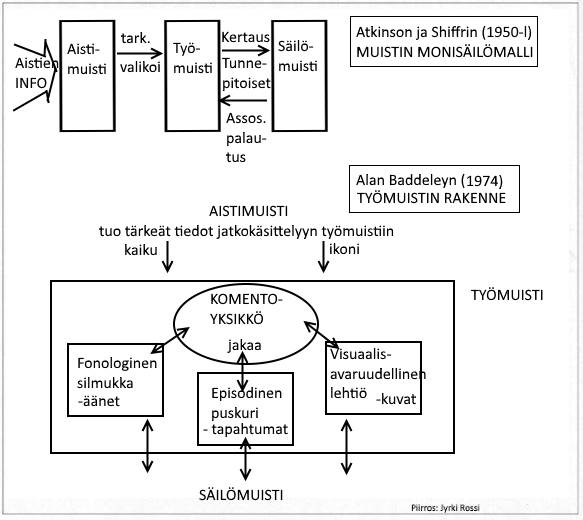 Aistien
INFO
Aisti-
muisti
tark.
valikoi
Työ-
muisti
Kertaus
Tunne-
pitoiset
Assos.
palau-
tus
Säilö-
muisti
Atkinson ja Shiffrin (1950-l)
MUISTIN MONISÄILÖMALLI
Alan Baddeleyn (1974)
TYÖMUISTIN RAKENNE
AISTIMUISTI
tuo tärkeät tiedot jatkokäsittelyyn työmuistiin
kaiku
ikoni
TYÖMUISTI
KOMENTO-
YKSIKKÖ
jakaa
Fonologinen
silmukka
-äänet
Episodinen
puskuri
- tapahtumat
Visuaalis-
avaruudellinen
lehtiö -kuvat
SÄILÖMUISTI
Piirros: Jyrki Rossi